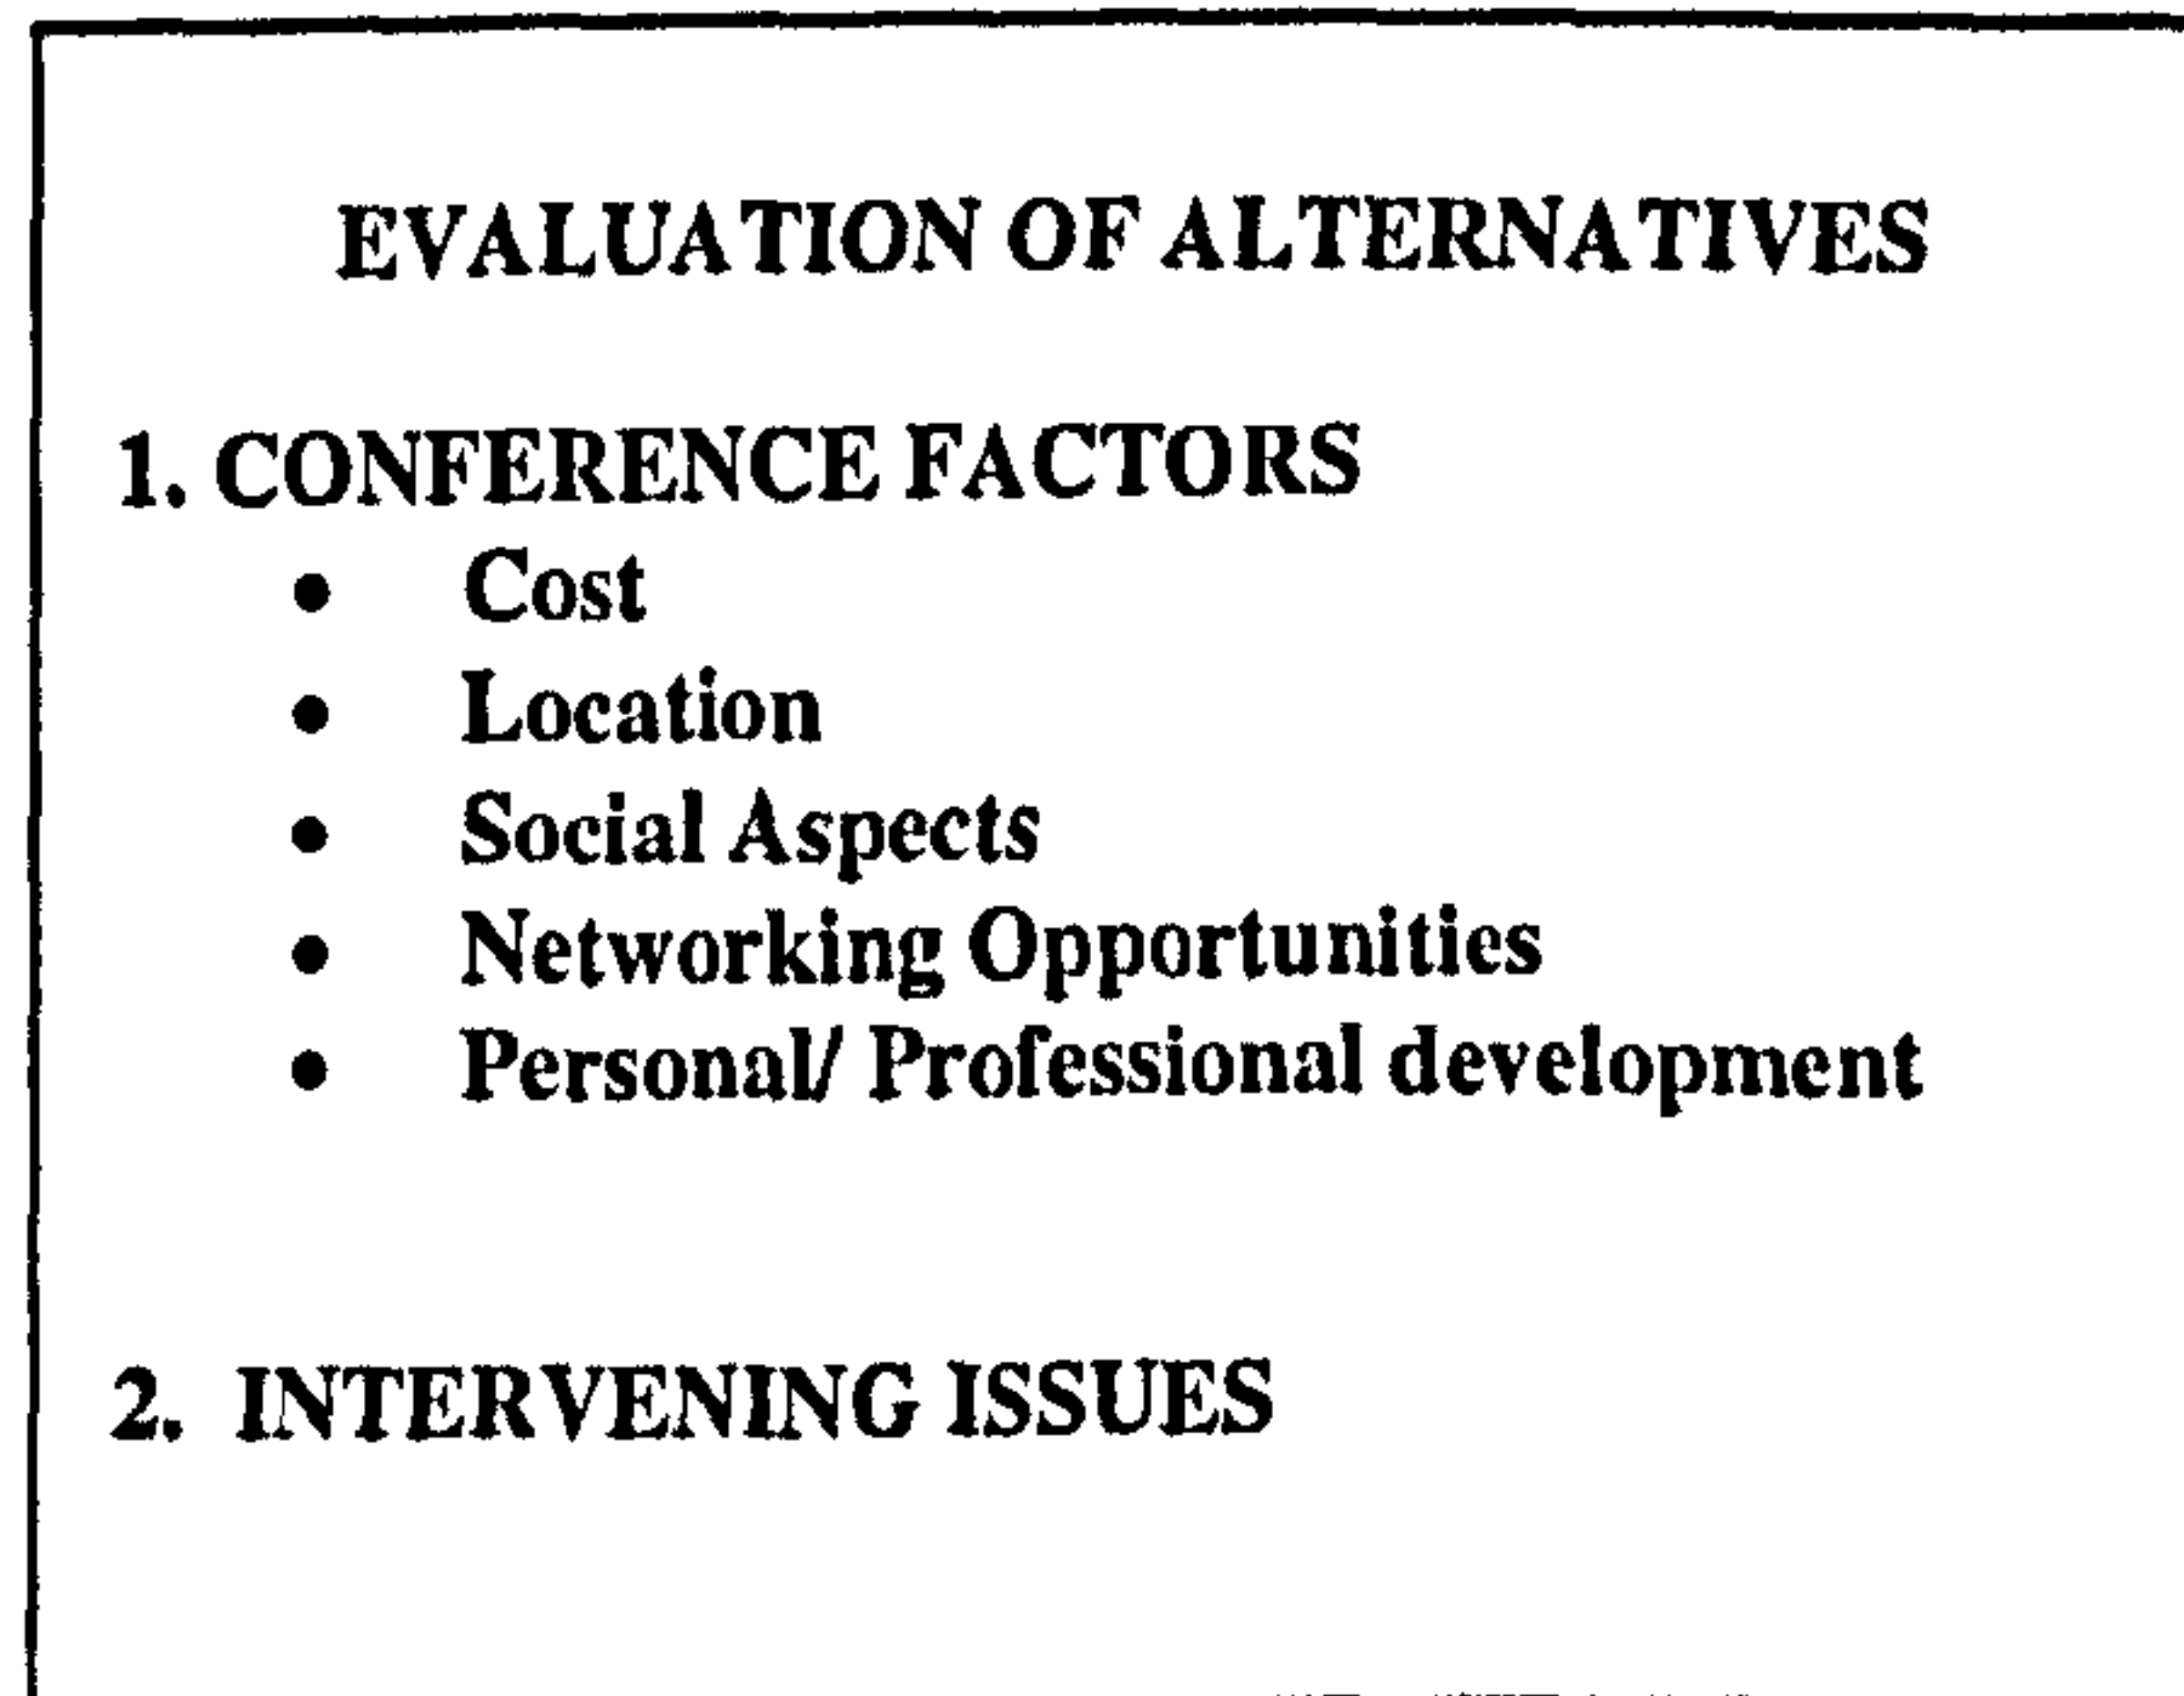 EVALUATION OF ALTERNATIVES
1. CONFERENCE FACTORS
• Cost
• Location
• Social Aspects
• Networking Opportunities
• Personal/ Professional development
2. INTERVENING ISSUES